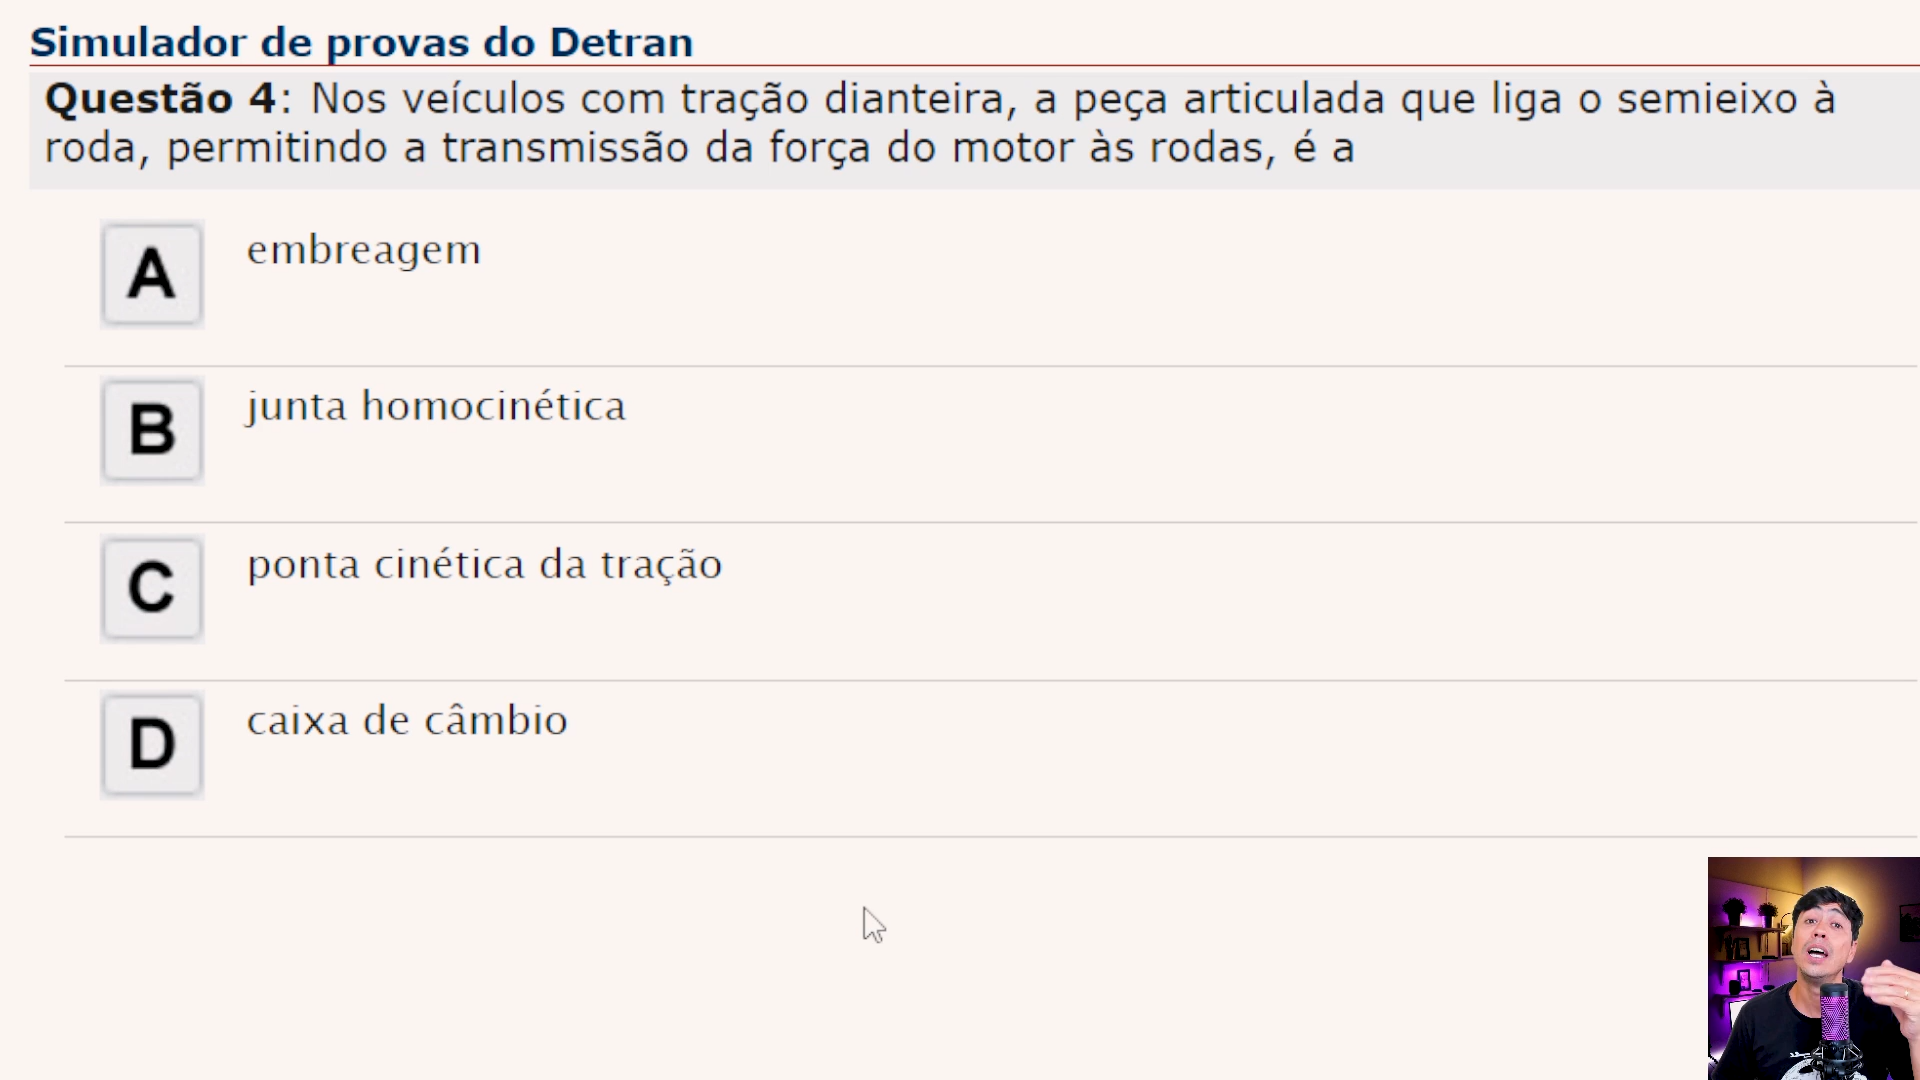 Simulador de provas do Detran
Questão 4: Nos veículos com tração dianteira, a peça articulada que liga o semieixo à
roda, permitindo a transmissão da força do motor às rodas, é a
A embreagem
B junta homocinética
C ponta cinética da tração
D caixa de câmbio